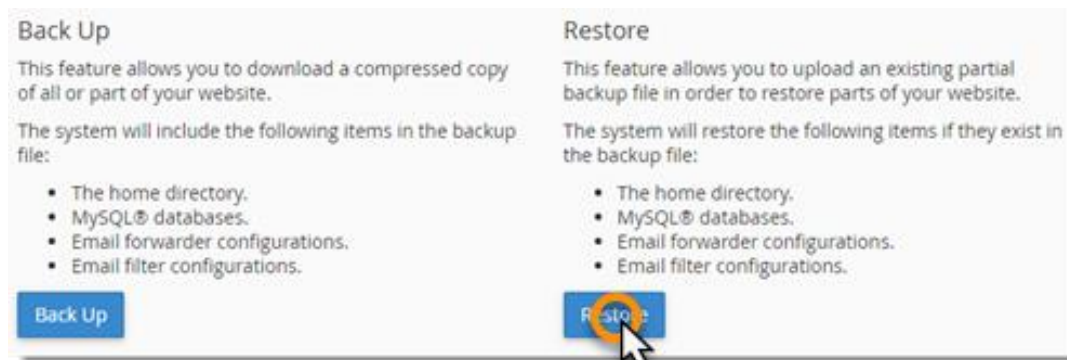 Back Up
This feature allows you to download a compressed copy
of all or part of your website.
The system will include the following items in the backup
file:
• The home directory.
• MySQL® databases.
• Email forwarder configurations.
• Email filter configurations.
Back Up
Restore
This feature allows you to upload an existing partial
backup file in order to restore parts of your website.
The system will restore the following items if they exist in
the backup file:
• The home directory.
• MySQL® databases.
• Email forwarder configurations.
• Email filter configurations.
Restore